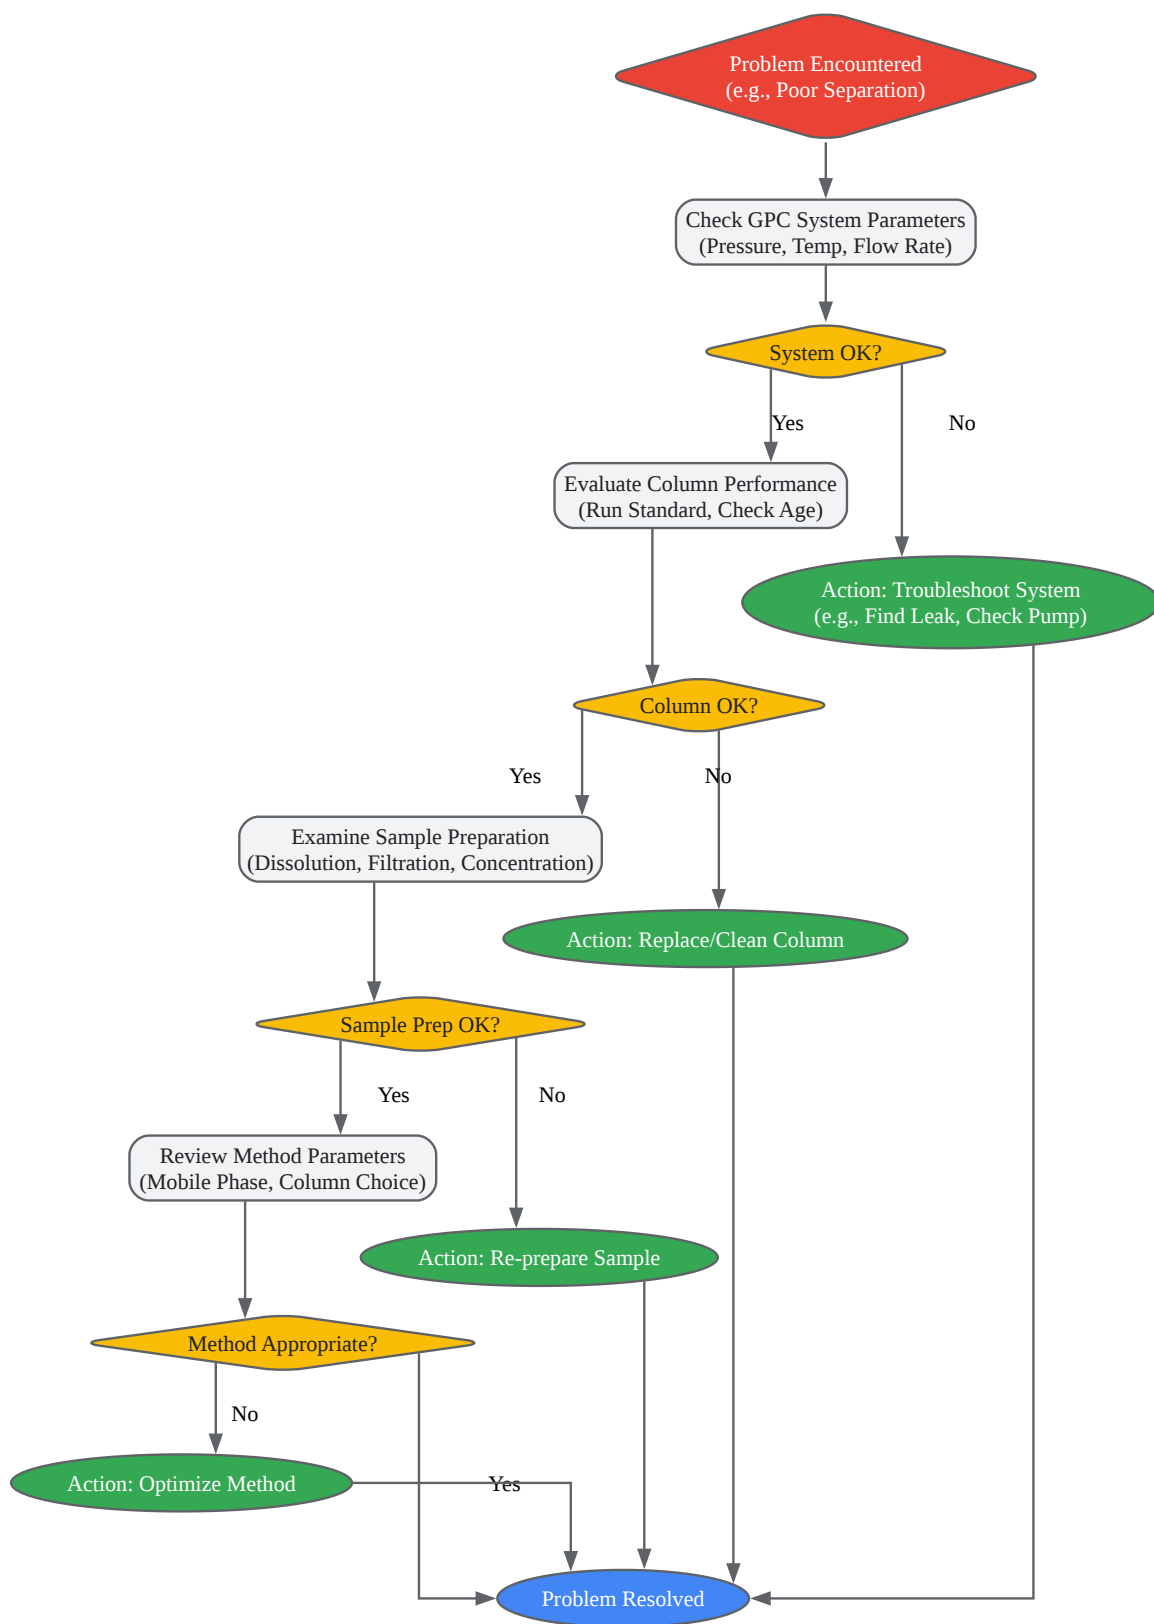 Problem Encountered
(e.g., Poor Separation)
Check GPC System Parameters
(Pressure, Temp, Flow Rate)
System OK?
Yes
No
Evaluate Column Performance
(Run Standard, Check Age)
Action: Troubleshoot System
(e.g., Find Leak, Check Pump)
Column OK?
Yes
No
Examine Sample Preparation
(Dissolution, Filtration, Concentration)
Action: Replace/Clean Column
Sample Prep OK?
Yes
No
Review Method Parameters
(Mobile Phase, Column Choice)
Action: Re-prepare Sample
Method Appropriate?
No
Action: Optimize Method
Yes
Problem Resolved